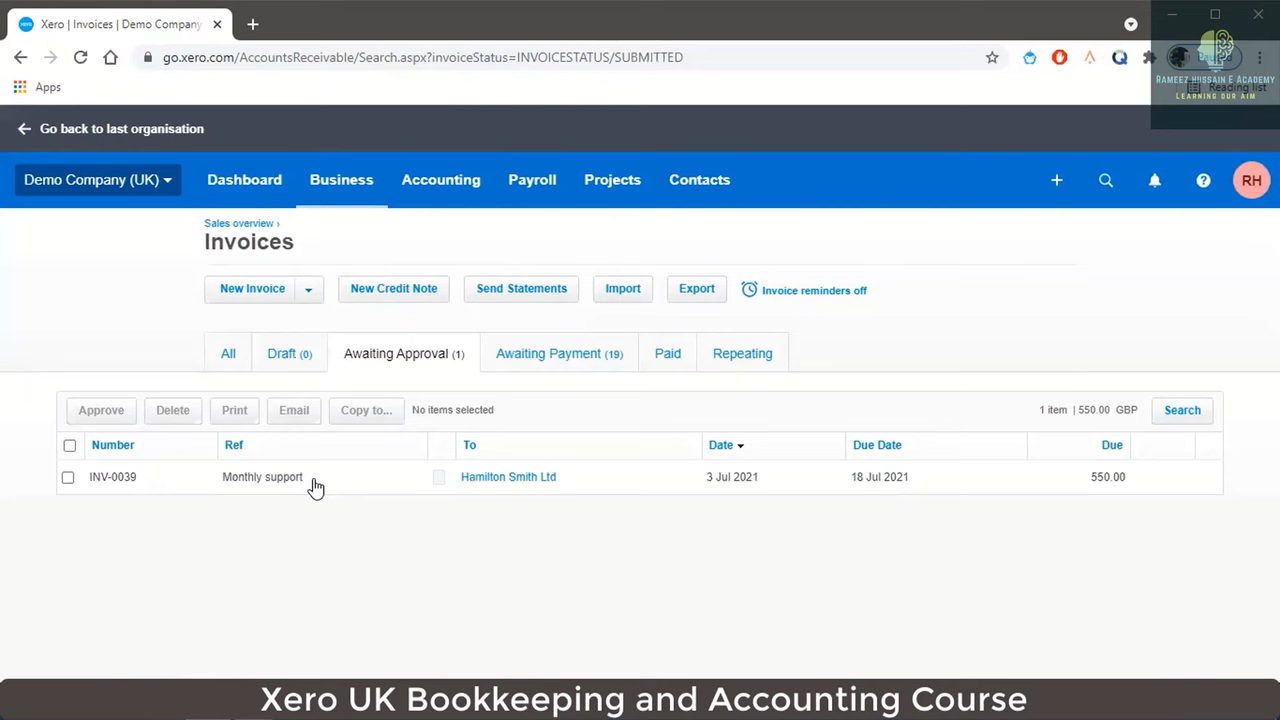 Xero | Invoices | Demo Company
go.xero.com/AccountsReceivable/Search.aspx?invoiceStatus=INVOICESTATUS/SUBMITTED
Paused
Apps
Reading list
RAMEEZ HUSSAIN E ACADEMY
LEARNING OUR AIM
Go back to last organisation
Demo Company (UK) Dashboard Business Accounting Payroll Projects Contacts RH
Sales overview ›
Invoices
New Invoice New Credit Note Send Statements Import Export Invoice reminders off
All Draft (0) Awaiting Approval (1) Awaiting Payment (19) Paid Repeating
Approve Delete Print Email Copy to... No items selected 1 item | 550.00 GBP Search
Number Ref To Date Due Date Due
INV-0039 Monthly support Hamilton Smith Ltd 3 Jul 2021 18 Jul 2021 550.00
Xero UK Bookkeeping and Accounting Course